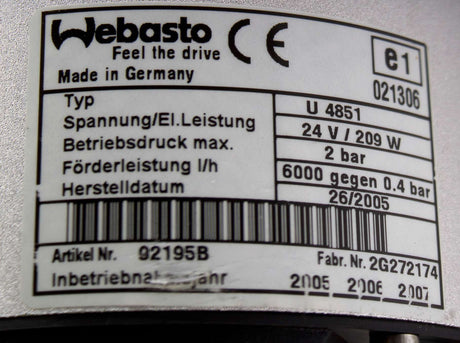 Webasto CE e1
Feel the drive
Made in Germany 021306
Typ U 4851
Spannung/El.Leistung 24 V / 209 W
Betriebsdruck max. 2 bar
Förderleistung l/h 6000 gegen 0.4 bar
Herstelldatum 26/2005
Artikel Nr. 92195B Fabr. Nr. 2G272174
Inbetriebnahmejahr 2005 2006 2007